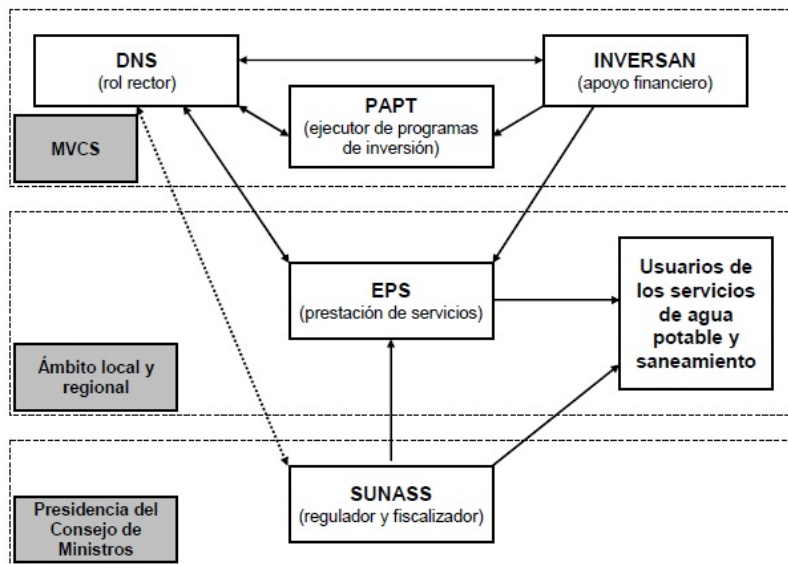 DNS
(rol rector)
INVERSAN
(apoyo financiero)
PAPT
(ejecutor de programas
de inversión)
MVCS
EPS
(prestación de servicios)
Usuarios de
los servicios
de agua
potable y
saneamiento
Ámbito local y
regional
SUNASS
(regulador y fiscalizador)
Presidencia del
Consejo de
Ministros